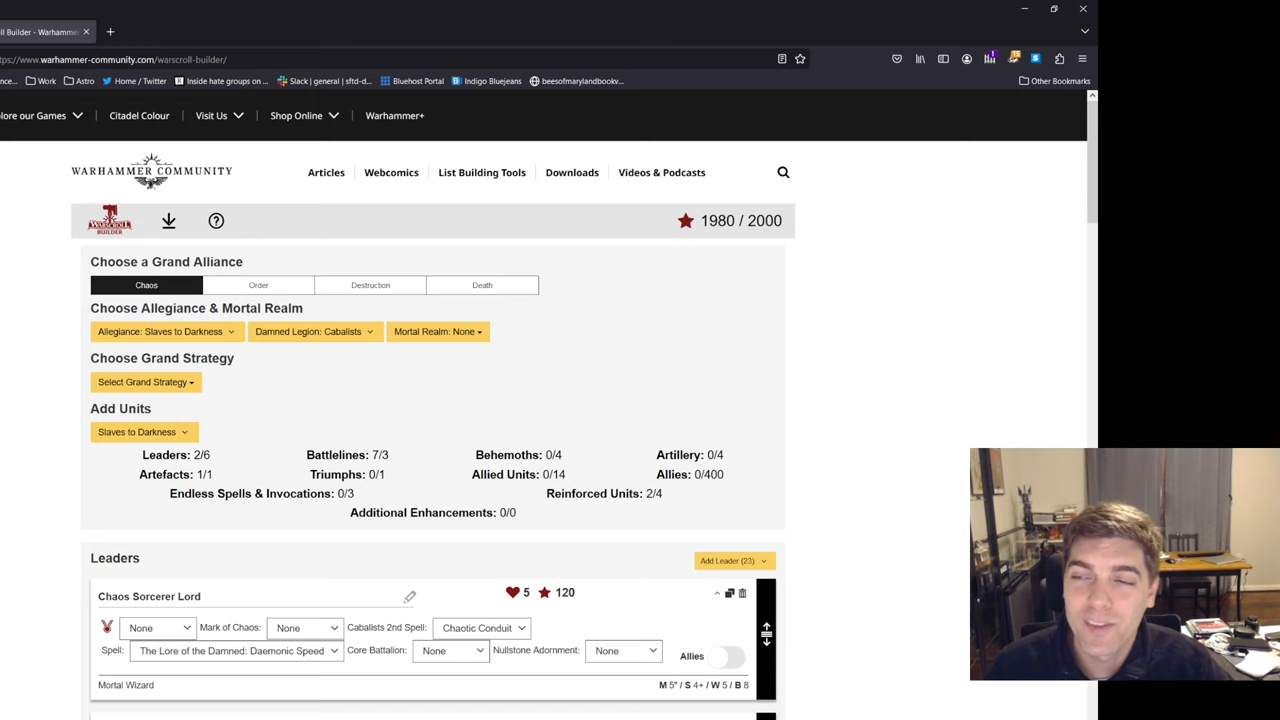 ll Builder - Warhammer
ttps://www.warhammer-community.com/warscroll-builder/
nce... Work Astro Home / Twitter Inside hate groups on ... Slack | general | sftd-d... Bluehost Portal Indigo Bluejeans beesofmarylandbookv... Other Bookmarks
lore our Games Citadel Colour Visit Us Shop Online Warhammer+
WARHAMMER COMMUNITY Articles Webcomics List Building Tools Downloads Videos & Podcasts
WARSCROLL BUILDER 1980 / 2000
Choose a Grand Alliance
Chaos Order Destruction Death
Choose Allegiance & Mortal Realm
Allegiance: Slaves to Darkness Damned Legion: Cabalists Mortal Realm: None
Choose Grand Strategy
Select Grand Strategy
Add Units
Slaves to Darkness
Leaders: 2/6 Battlelines: 7/3 Behemoths: 0/4 Artillery: 0/4
Artefacts: 1/1 Triumphs: 0/1 Allied Units: 0/14 Allies: 0/400
Endless Spells & Invocations: 0/3 Reinforced Units: 2/4
Additional Enhancements: 0/0
Leaders Add Leader (23)
Chaos Sorcerer Lord 5 120
None Mark of Chaos: None Cabalists 2nd Spell: Chaotic Conduit
Spell: The Lore of the Damned: Daemonic Speed Core Battalion: None Nullstone Adornment: None Allies
Mortal Wizard M 5" / S 4+ / W 5 / B 8